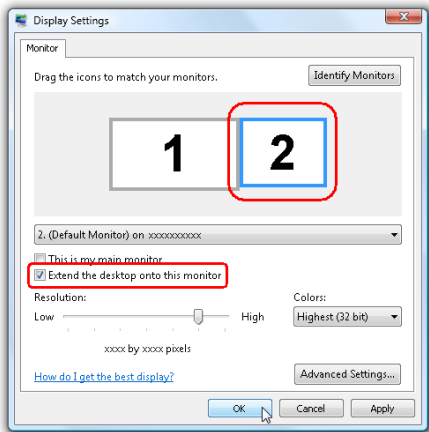 Display Settings
Monitor
Drag the icons to match your monitors.
Identify Monitors
1
2
2. (Default Monitor) on xxxxxxxxxx
This is my main monitor
Extend the desktop onto this monitor
Resolution:
Colors:
Low
High
Highest (32 bit)
xxxx by xxxx pixels
How do I get the best display?
Advanced Settings...
OK
Cancel
Apply